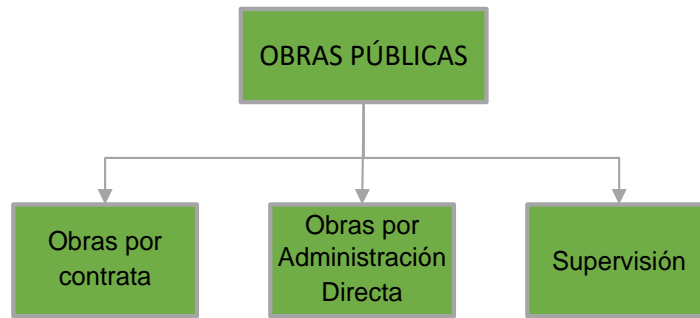 OBRAS PÚBLICAS
Obras por
contrata
Obras por
Administración
Directa
Supervisión